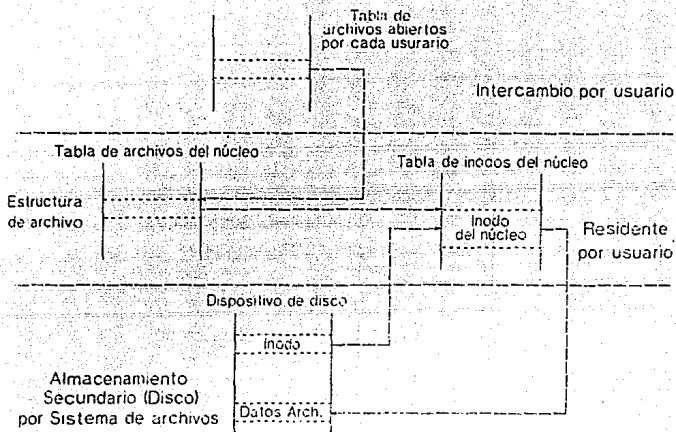 Tabla de
archivos abiertos
por cada usurario
Intercambio por usuario
Tabla de archivos del núcleo
Tabla de inodos del núcleo
Estructura
de archivo
Inodo
del núcleo
Residente
por usuario
Dispositivo de disco
Inodo
Almacenamiento
Secundario (Disco)
por Sistema de archivos
Datos Arch.